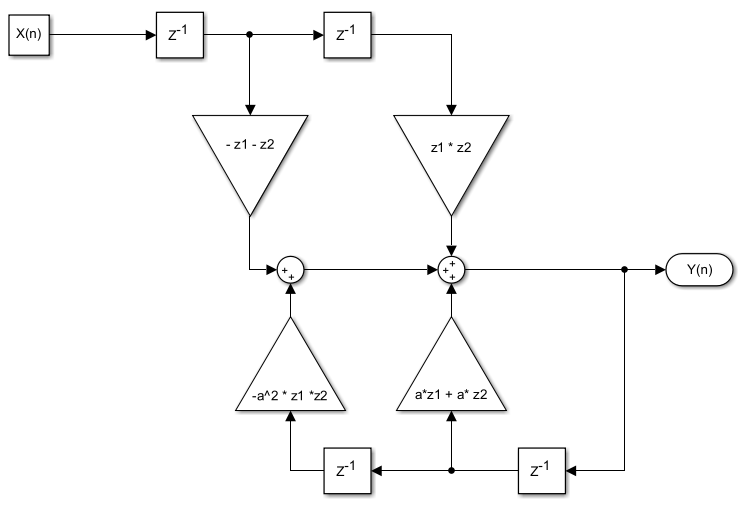 X(n)
z-1
z-1
- z1 - z2
z1 * z2
+
+
+
+
+
Y(n)
-a^2 * z1 *z2
a*z1 + a* z2
z-1
z-1